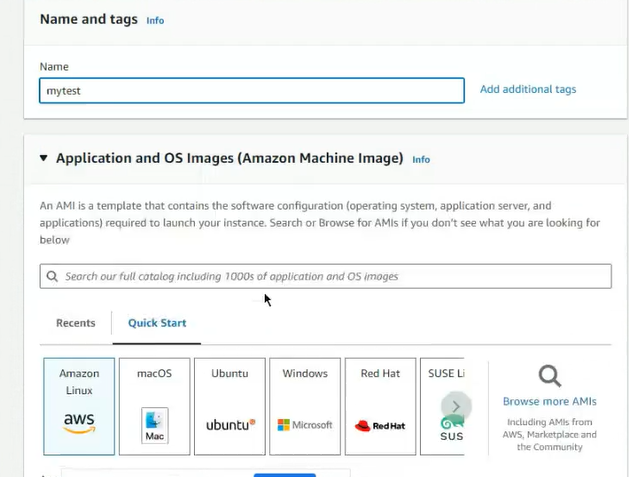 Name and tags Info
Name
mytest
Add additional tags
Application and OS Images (Amazon Machine Image) Info
An AMI is a template that contains the software configuration (operating system, application server, and
applications) required to launch your instance. Search or Browse for AMIs if you don't see what you are looking for
below
Search our full catalog including 1000s of application and OS images
Recents
Quick Start
Amazon
Linux
aws
macOS
Mac
Ubuntu
ubuntu
Windows
Microsoft
Red Hat
Red Hat
SUSE Li
SUS
Browse more AMIs
Including AMIs from
AWS, Marketplace and
the Community